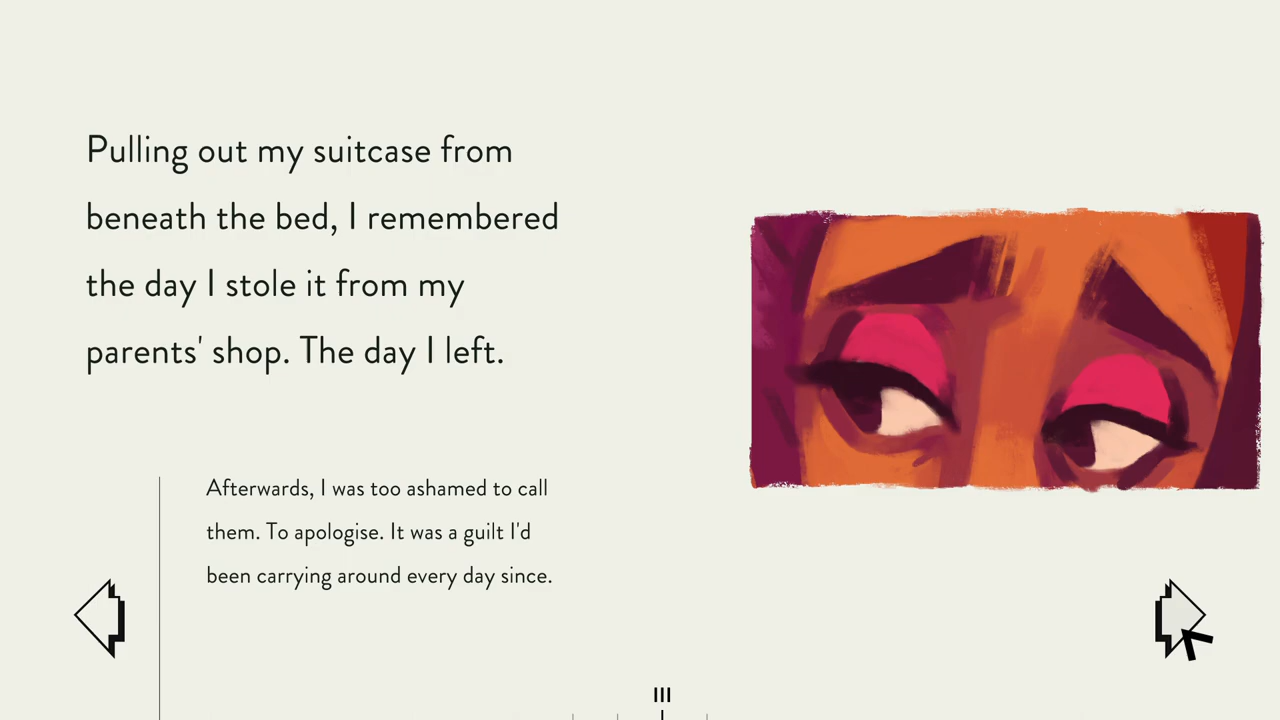 Pulling out my suitcase from
beneath the bed, I remembered
the day I stole it from my
parents' shop. The day I left.
Afterwards, I was too ashamed to call
them. To apologise. It was a guilt I'd
been carrying around every day since.
III